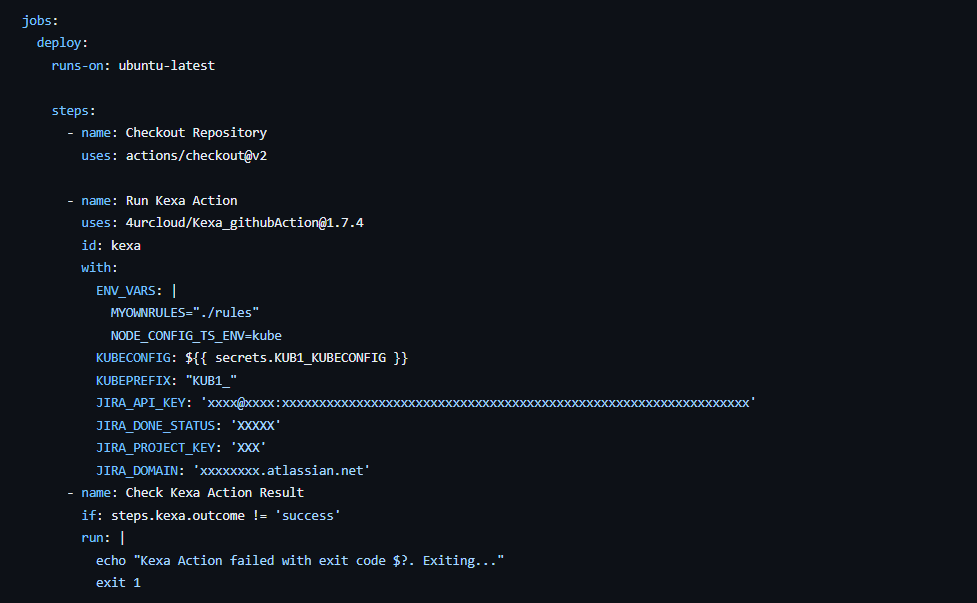 jobs:
deploy:
runs-on: ubuntu-latest
steps:
- name: Checkout Repository
uses: actions/checkout@v2
- name: Run Kexa Action
uses: 4urcloud/Kexa_githubAction@1.7.4
id: kexa
with:
ENV_VARS: |
MYOWNRULES="./rules"
NODE_CONFIG_TS_ENV=kube
KUBECONFIG: ${{ secrets.KUB1_KUBECONFIG }}
KUBEPREFIX: "KUB1_"
JIRA_API_KEY: 'xxxx@xxxx:xxxxxxxxxxxxxxxxxxxxxxxxxxxxxxxxxxxxxxxxxxxxxxxxxxxxxxxxxxxxxxx'
JIRA_DONE_STATUS: 'XXXXX'
JIRA_PROJECT_KEY: 'XXX'
JIRA_DOMAIN: 'xxxxxxxx.atlassian.net'
- name: Check Kexa Action Result
if: steps.kexa.outcome != 'success'
run: |
echo "Kexa Action failed with exit code $?. Exiting..."
exit 1